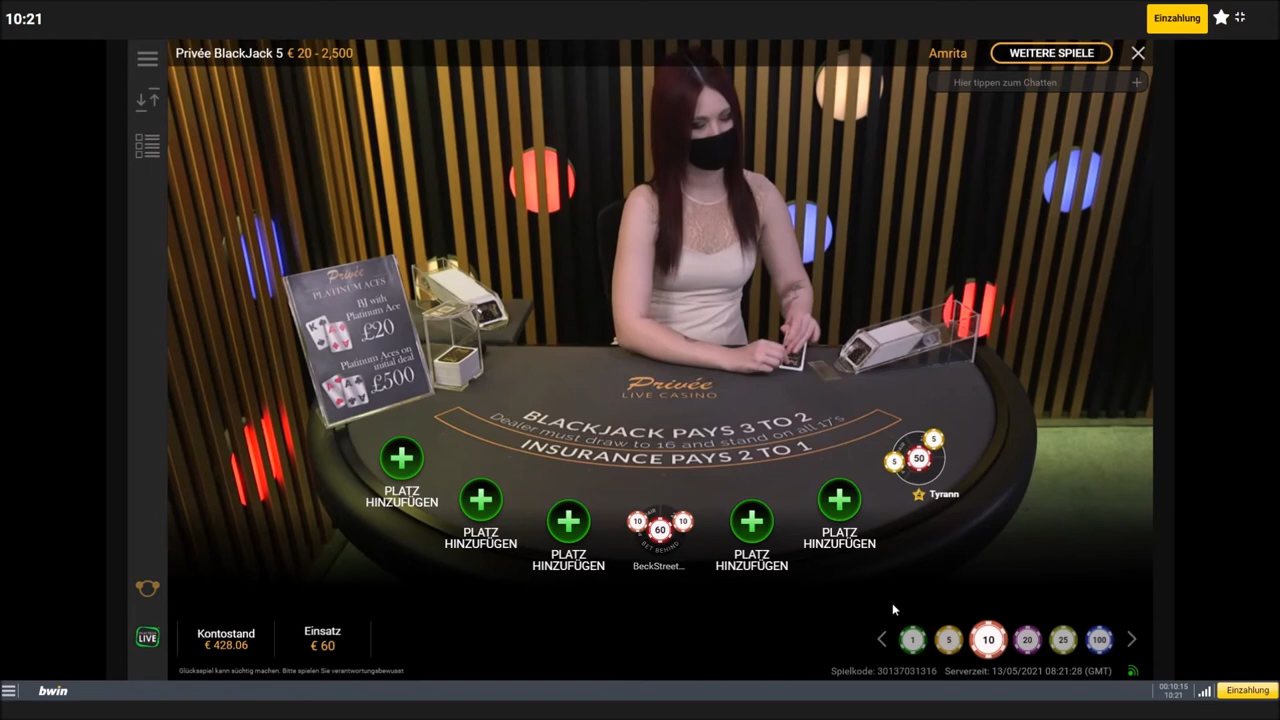 10:21
Einzahlung
Privée BlackJack 5 € 20 - 2,500
Amrita
WEITERE SPIELE
Hier tippen zum Chatten
Privée
PLATINUM ACES
BJ with
Platinum Ace
£20
Platinum Aces on
initial deal
£500
Privée
LIVE CASINO
BLACKJACK PAYS 3 TO 2
Dealer must draw to 16 and stand on all 17's
INSURANCE PAYS 2 TO 1
5
5
50
4
Tyrann
PLATZ
HINZUFÜGEN
PLATZ
HINZUFÜGEN
PLATZ
HINZUFÜGEN
10
60
10
BET BEHIND
BeckStreet...
PLATZ
HINZUFÜGEN
PLATZ
HINZUFÜGEN
LIVE
Kontostand
€ 428.06
Einsatz
€ 60
1
5
10
20
25
100
Glücksspiel kann süchtig machen. Bitte spielen Sie verantwortungsbewusst
Spielkode: 30137031316
Serverzeit: 13/05/2021 08:21:28 (GMT)
bwin
00:10:15
10:21
Einzahlung